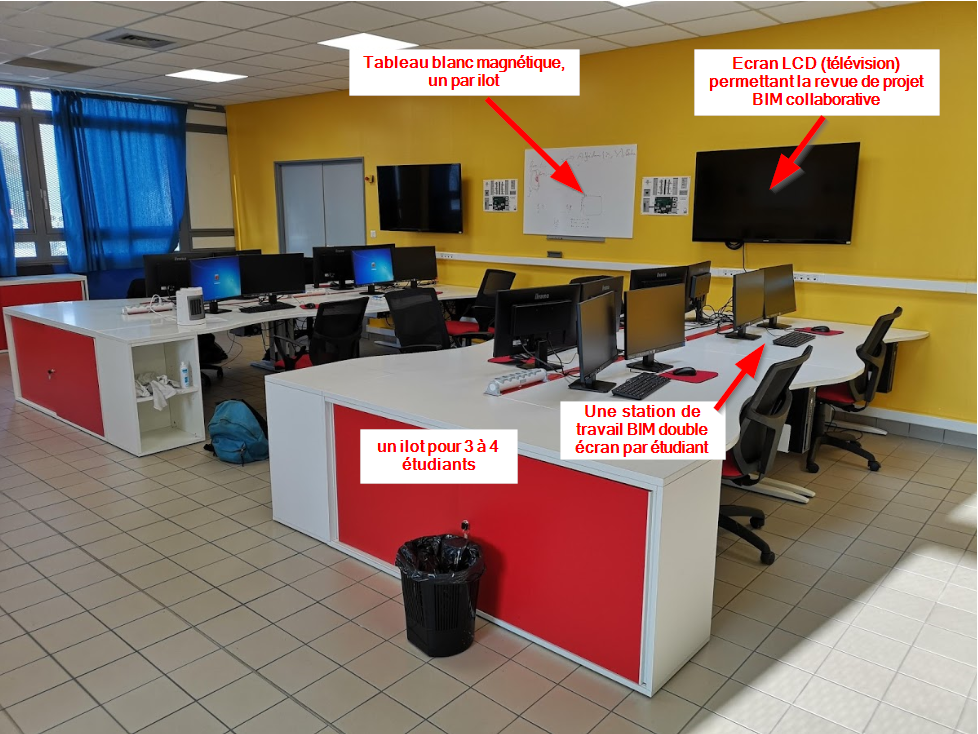 Tableau blanc magnétique,
un par ilot
Ecran LCD (télévision)
permettant la revue de projet
BIM collaborative
Une station de
travail BIM double
écran par étudiant
un ilot pour 3 à 4
étudiants